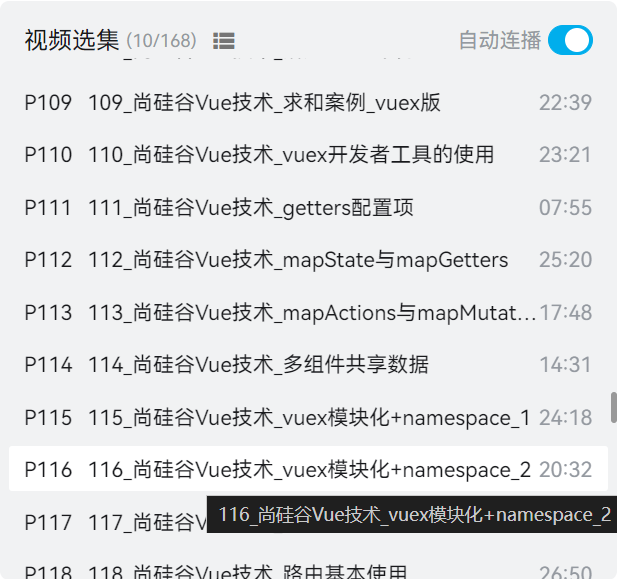 视频选集 (10/168) 自动连播
P109 109_尚硅谷Vue技术_求和案例_vuex版 22:39
P110 110_尚硅谷Vue技术_vuex开发者工具的使用 23:21
P111 111_尚硅谷Vue技术_getters配置项 07:55
P112 112_尚硅谷Vue技术_mapState与mapGetters 25:20
P113 113_尚硅谷Vue技术_mapActions与mapMutat... 17:48
P114 114_尚硅谷Vue技术_多组件共享数据 14:31
P115 115_尚硅谷Vue技术_vuex模块化+namespace_1 24:18
P116 116_尚硅谷Vue技术_vuex模块化+namespace_2 20:32
116_尚硅谷Vue技术_vuex模块化+namespace_2
P117 117_尚硅谷V
P118 118_尚硅谷Vue技术_路由基本使用 26:50